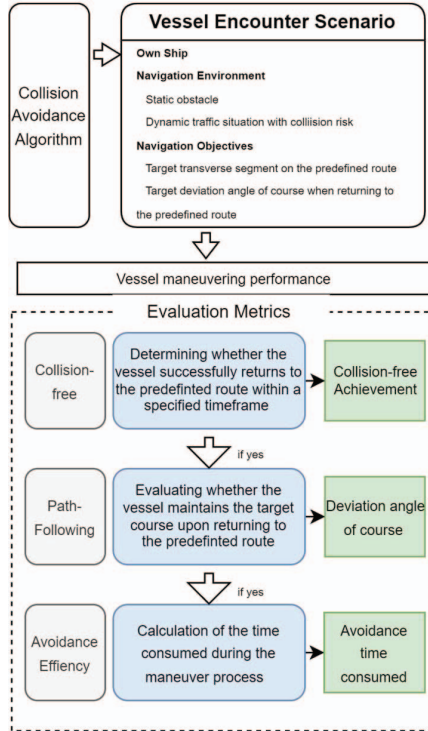 Vessel Encounter Scenario
Collision
Avoidance
Algorithm
Own Ship
Navigation Environment
Static obstacle
Dynamic traffic situation with colliision risk
Navigation Objectives
Target transverse segment on the predefined route
Target deviation angle of course when returning to
the predefined route
Vessel maneuvering performance
Evaluation Metrics
Collision-
free
Determining whether the
vessel successfully returns to
the predefinted route within a
specified timeframe
Collision-free
Achievement
if yes
Path-
Following
Evaluating whether the
vessel maintains the target
course upon returning to
the predefinted route
Deviation angle
of course
if yes
Avoidance
Effiency
Calculation of the time
consumed during the
maneuver process
Avoidance
time
consumed